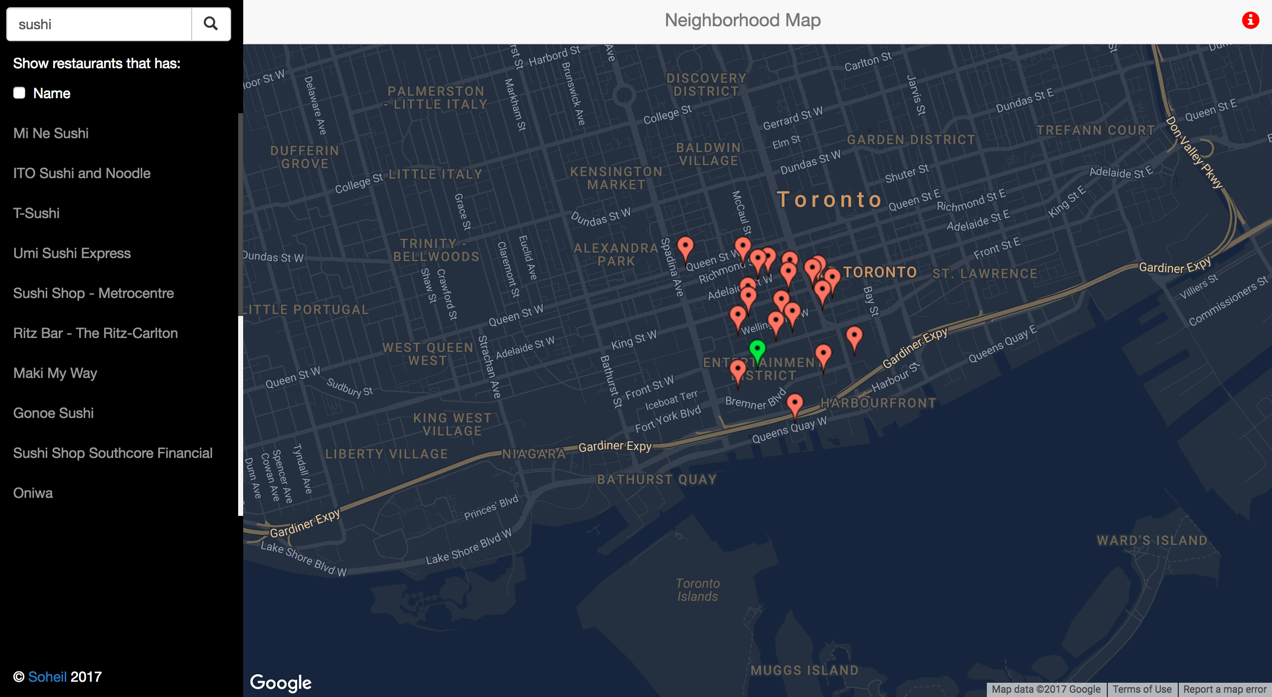 sushi
Neighborhood Map
Show restaurants that has:
Name
Mi Ne Sushi
ITO Sushi and Noodle
T-Sushi
Umi Sushi Express
Sushi Shop - Metrocentre
Ritz Bar - The Ritz-Carlton
Maki My Way
Gonoe Sushi
Sushi Shop Southcore Financial
Oniwa
© Soheil 2017
Harbord St
Carlton St
DISCOVERY
DISTRICT
PALMERSTON
- LITTLE ITALY
Delaware Ave
Markham St
Brunswick Ave
College St
Jarvis St
Dundas St E
Queen St E
Gerrard St W
Elm St
GARDEN DISTRICT
TREFANN COURT
Don Valley Pkwy
DUFFERIN
GROVE
BALDWIN
VILLAGE
Dundas St W
LITTLE ITALY
KENSINGTON
MARKET
College St
Shuter St
Adelaide St E
Grace St
McCaul St
Toronto
Queen St E
Richmond St E
King St E
Dundas St W
Adelaide St E
TRINITY -
BELLWOODS
Euclid Ave
Claremont St
ALEXANDRA
PARK
Spadina Ave
Queen St W
Front St E
Dundas St W
Shaw St
Crawford St
Richmond
TORONTO
ST. LAWRENCE
Gardiner Expy
Villiers St
Commissioners St
LITTLE PORTUGAL
Queen St W
Bay St
WEST QUEEN
WEST
Strachan Ave
Adelaide St W
King St W
Queens Quay E
Gardiner Expy
Bathurst St
ENTERTAINMENT
DISTRICT
Queen St W
Sudbury St
Front St W
Iceboat Terr
Fort York Blvd
Bremner Blvd
Harbour St
HARBOURFRONT
KING WEST
VILLAGE
Queens Quay W
LIBERTY VILLAGE
NIAGARA
Gardiner Expy
BATHURST QUAY
Dunn Ave
Cowan Ave
Spencer Ave
Tyndall Ave
Princes' Blvd
Gardiner Expy
Lake Shore Blvd W
Lake Shore Blvd W
WARD'S ISLAND
Toronto
Islands
MUGGS ISLAND
Google
Map data ©2017 Google
Terms of Use
Report a map error